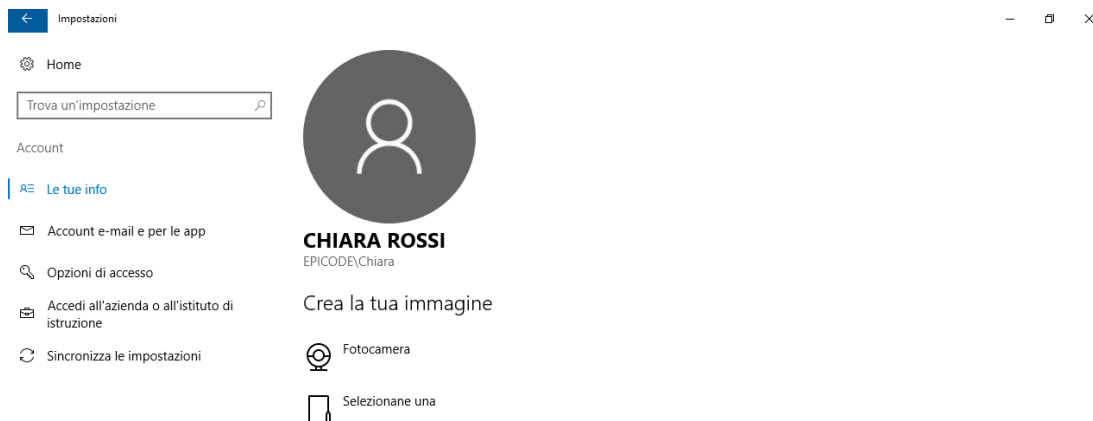 Impostazioni
Home
Trova un'impostazione
Account
Le tue info
Account e-mail e per le app
Opzioni di accesso
Accedi all'azienda o all'istituto di
istruzione
Sincronizza le impostazioni
CHIARA ROSSI
EPICODE\Chiara
Crea la tua immagine
Fotocamera
Selezionane una